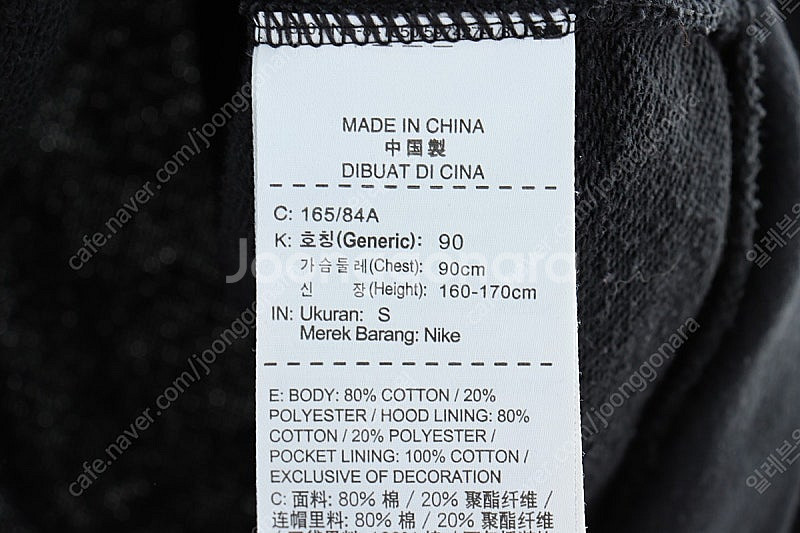 MADE IN CHINA
中国製
DIBUAT DI CINA
C: 165/84A
K: 호칭(Generic): 90
가슴둘레(Chest): 90cm
신 장(Height): 160-170cm
IN: Ukuran: S
Merek Barang: Nike
E: BODY: 80% COTTON / 20%
POLYESTER / HOOD LINING: 80%
COTTON / 20% POLYESTER /
POCKET LINING: 100% COTTON /
EXCLUSIVE OF DECORATION
C: 面料: 80% 棉 / 20% 聚酯纤维 /
连帽里料: 80% 棉 / 20% 聚酯纤维
Joonggonara
cafe.naver.com/joonggonara
cafe.naver.com/joonggonara
cafe.naver.com/joonggonara